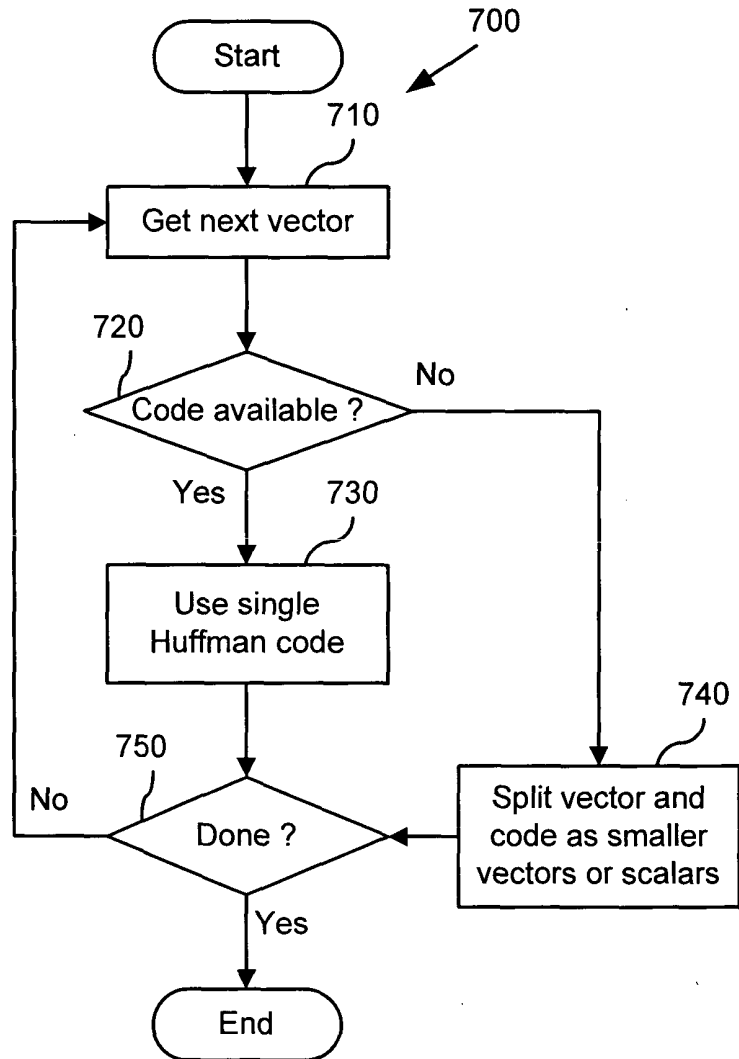 700
Start
710
Get next vector
720
Code available ?
No
Yes
730
Use single
Huffman code
740
Split vector and
code as smaller
vectors or scalars
750
No
Done ?
Yes
End